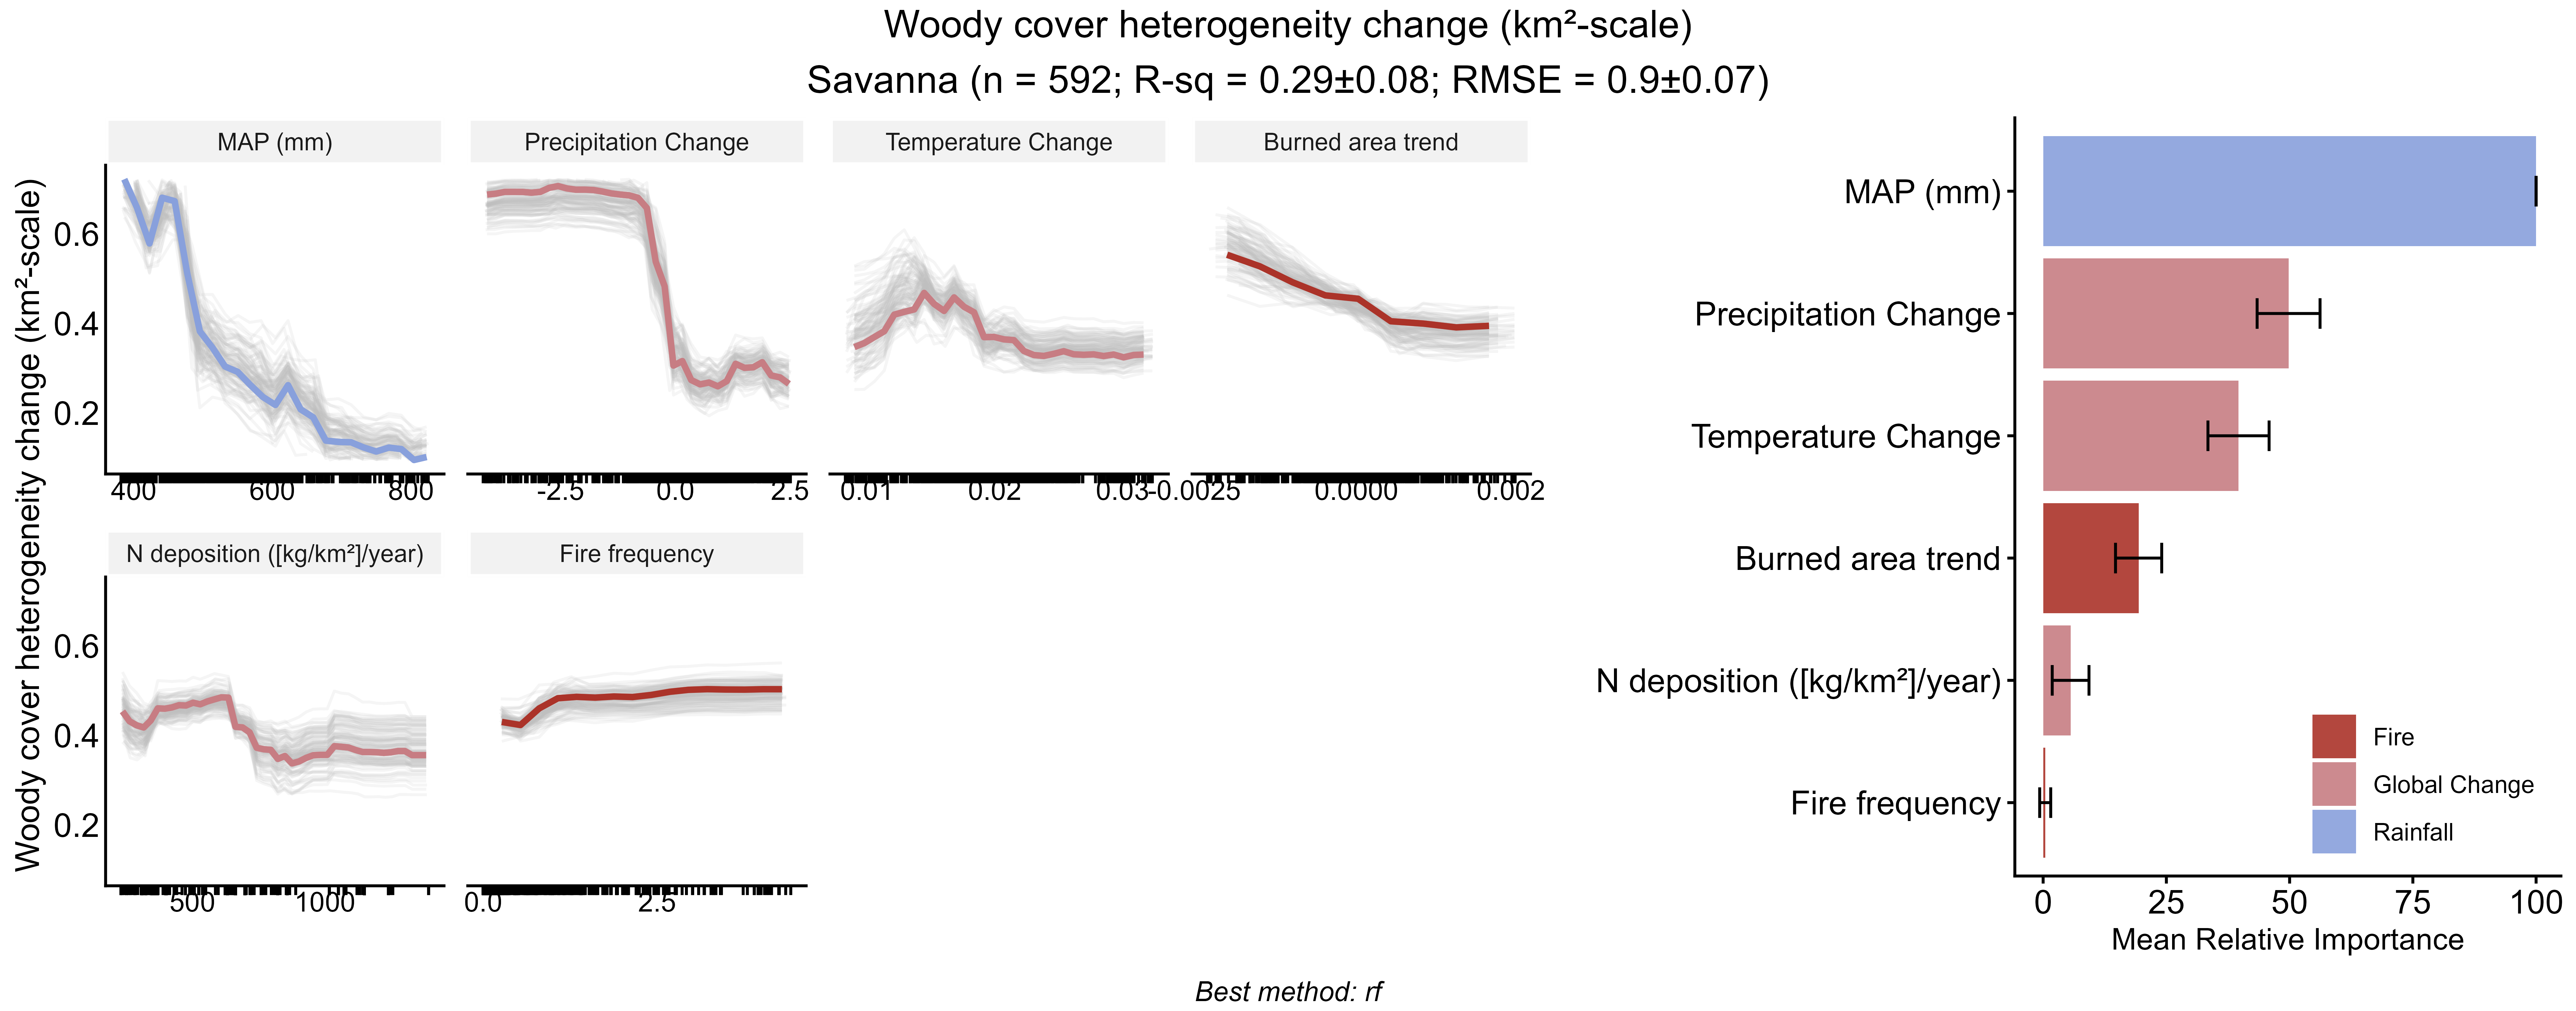 Woody cover heterogeneity change (km²-scale)
Savanna (n = 592; R-sq = 0.29±0.08; RMSE = 0.9±0.07)
Woody cover heterogeneity change (km²-scale)
MAP (mm)
Precipitation Change
Temperature Change
Burned area trend
0.6
0.4
0.2
400 600 800
-2.5 0.0 2.5
0.01 0.02 0.03
-0.0025 0.0000 0.002
N deposition ([kg/km²]/year)
Fire frequency
0.6
0.4
0.2
500 1000
0.0 2.5
MAP (mm)
Precipitation Change
Temperature Change
Burned area trend
N deposition ([kg/km²]/year)
Fire frequency
Fire
Global Change
Rainfall
0 25 50 75 100
Mean Relative Importance
Best method: rf